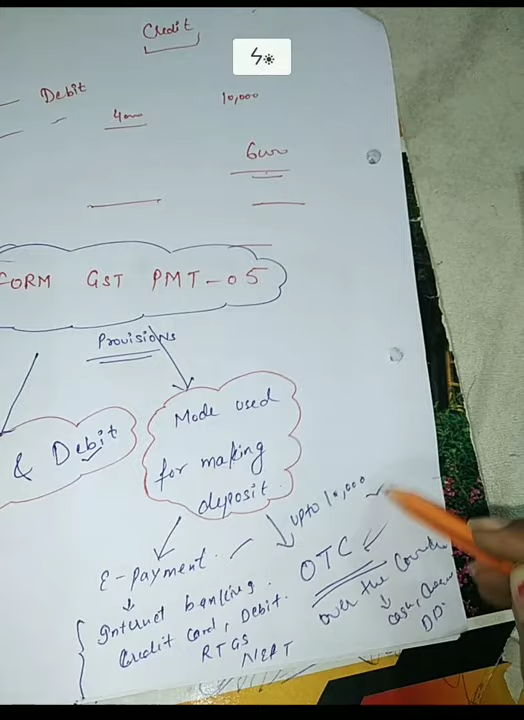 Credit
Debit
4000
10,000
6000
FORM GST PMT-05
Provisions
& Debit
Mode used
for making
deposit.
upto 10,000
E-payment.
OTC
Internet banking.
Credit card, Debit.
RTGS
NEFT
over the Counter
cash, 
DD.